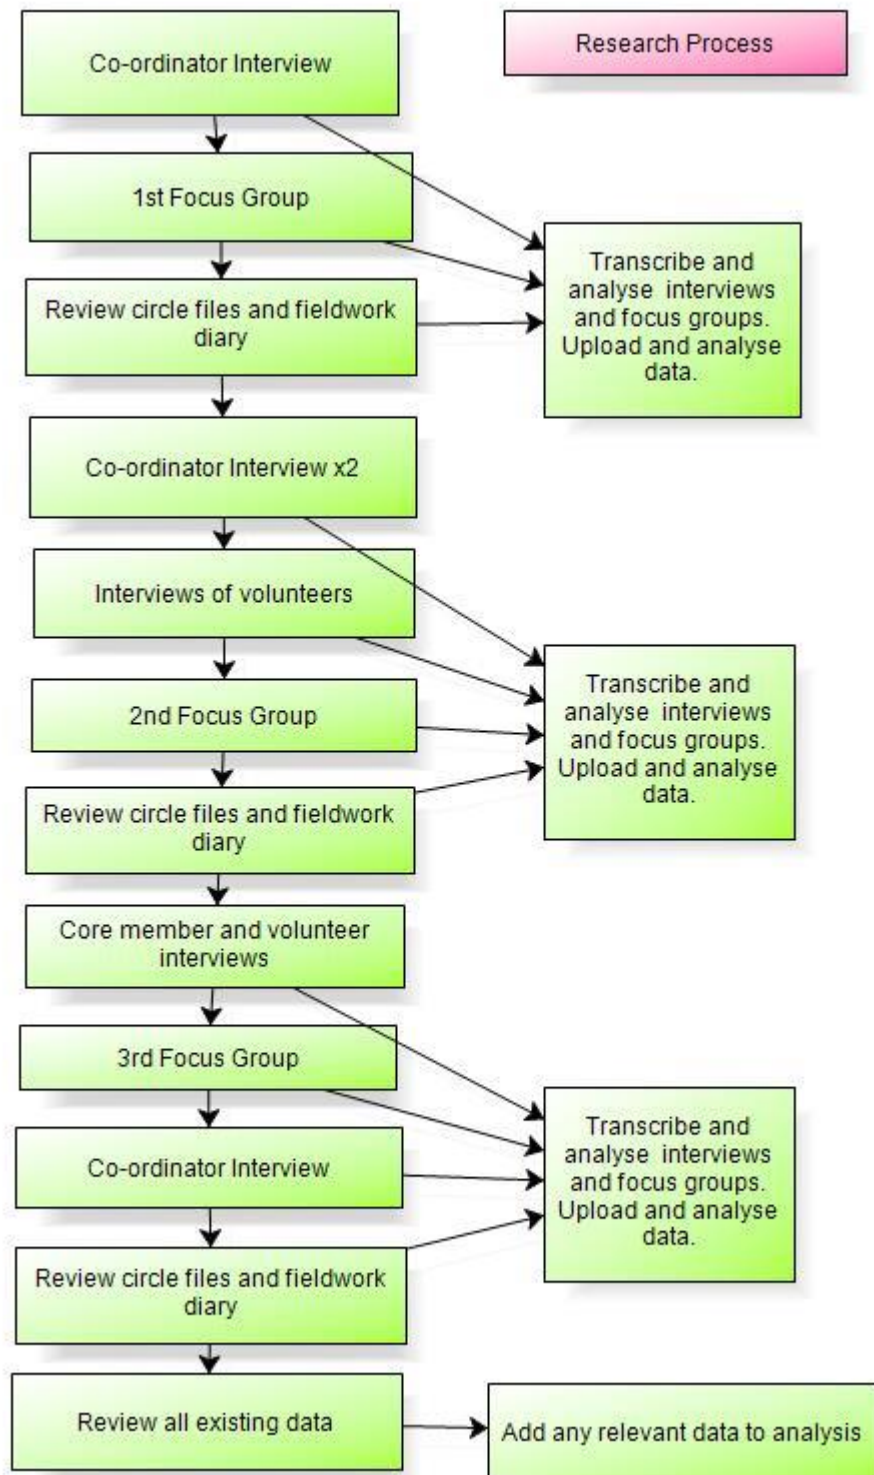 Co-ordinator Interview
Research Process
1st Focus Group
Review circle files and fieldwork
diary
Transcribe and
analyse interviews
and focus groups.
Upload and analyse
data.
Co-ordinator Interview x2
Interviews of volunteers
2nd Focus Group
Review circle files and fieldwork
diary
Transcribe and
analyse interviews
and focus groups.
Upload and analyse
data.
Core member and volunteer
interviews
3rd Focus Group
Co-ordinator Interview
Review circle files and fieldwork
diary
Transcribe and
analyse interviews
and focus groups.
Upload and analyse
data.
Review all existing data
Add any relevant data to analysis